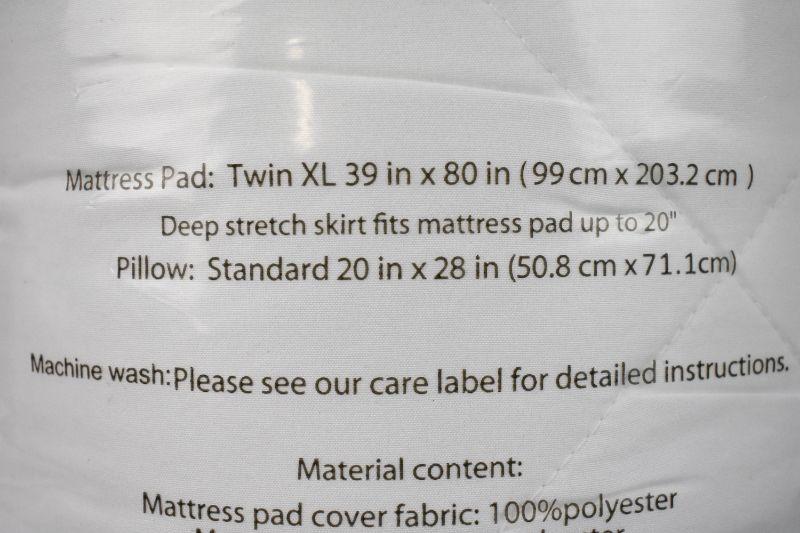 Mattress Pad: Twin XL 39 in x 80 in ( 99 cm x 203.2 cm )
Deep stretch skirt fits mattress pad up to 20"
Pillow: Standard 20 in x 28 in (50.8 cm x 71.1cm)
Machine wash:Please see our care label for detailed instructions.
Material content:
Mattress pad cover fabric: 100%polyester